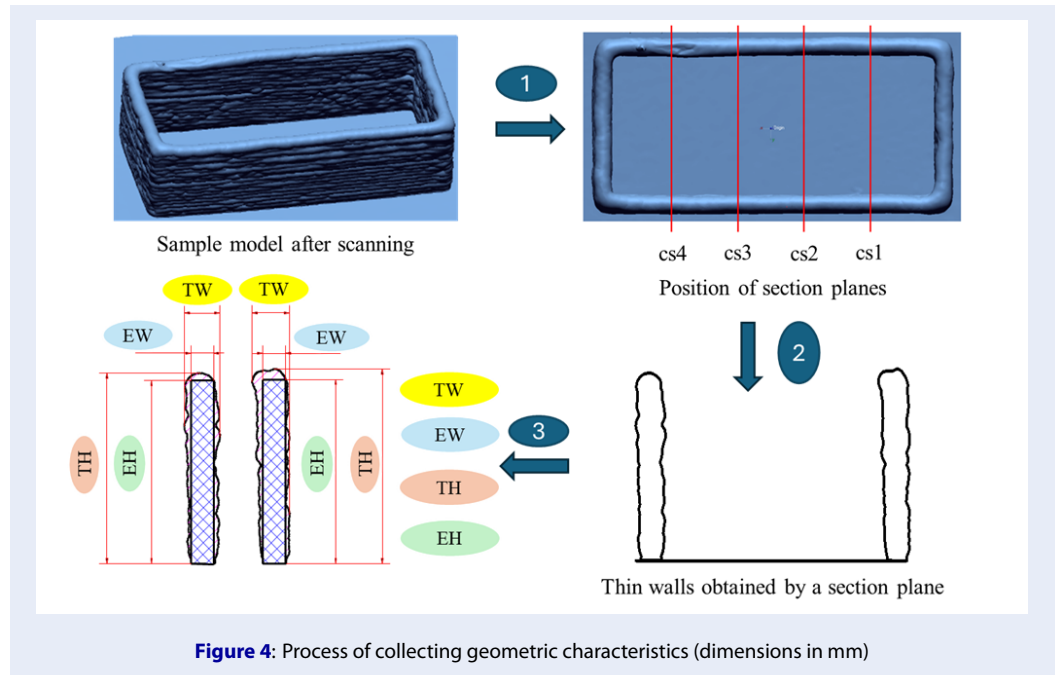 1
Sample model after scanning
cs4 cs3 cs2 cs1
Position of section planes
TW TW
EW EW
2
TW
EW
3
TH EH EH TH
TH
EH
Thin walls obtained by a section plane
Figure 4: Process of collecting geometric characteristics (dimensions in mm)